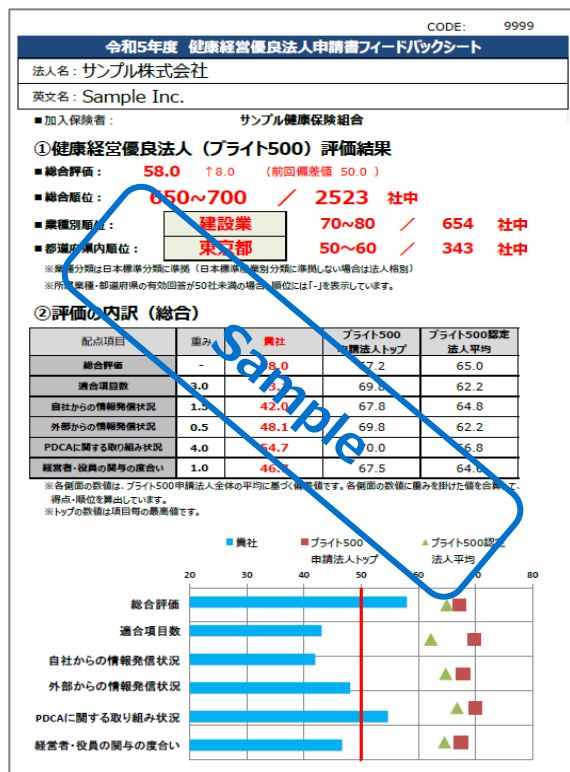 CODE: 9999
令和5年度 健康経営優良法人申請書フィードバックシート
法人名：サンプル株式会社
英文名：Sample Inc.
■加入保険者： サンプル健康保険組合
①健康経営優良法人（ブライト500）評価結果
■総合評価： 58.0 ↑8.0 （前回偏差値 50.0 ）
■総合順位： 650~700 ／ 2523 社中
■業種別順位： 建設業 70~80 ／ 654 社中
■都道府県内順位： 東京都 50~60 ／ 343 社中
※業種分類は日本標準分類に準拠（日本標準産業別分類に準拠しない場合は法人格別）
※所属業種・都道府県の有効回答が50社未満の場合、順位には「-」を表示しています。
②評価の内訳（総合）
配点項目 重み 貴社 ブライト500申請法人トップ ブライト500認定法人平均
総合評価 - 58.0 67.2 65.0
適合項目数 3.0 69.8 62.2
自社からの情報発信状況 1.5 42.0 67.8 64.8
外部からの情報発信状況 0.5 48.1 69.8 62.2
PDCAに関する取り組み状況 4.0 54.7 70.0 66.8
経営者・役員の関与の度合い 1.0 67.5
※各側面の数値は、ブライト500申請法人全体の平均に基づく偏差値です。各側面の数値に重みを掛けた値を合算して、
得点・順位を算出しています。
※トップの数値は項目毎の最高値です。
Sample
■貴社 ■ブライト500申請法人トップ ▲ブライト500認定法人平均
20 30 40 50 60 70 80
総合評価
適合項目数
自社からの情報発信状況
外部からの情報発信状況
PDCAに関する取り組み状況
経営者・役員の関与の度合い